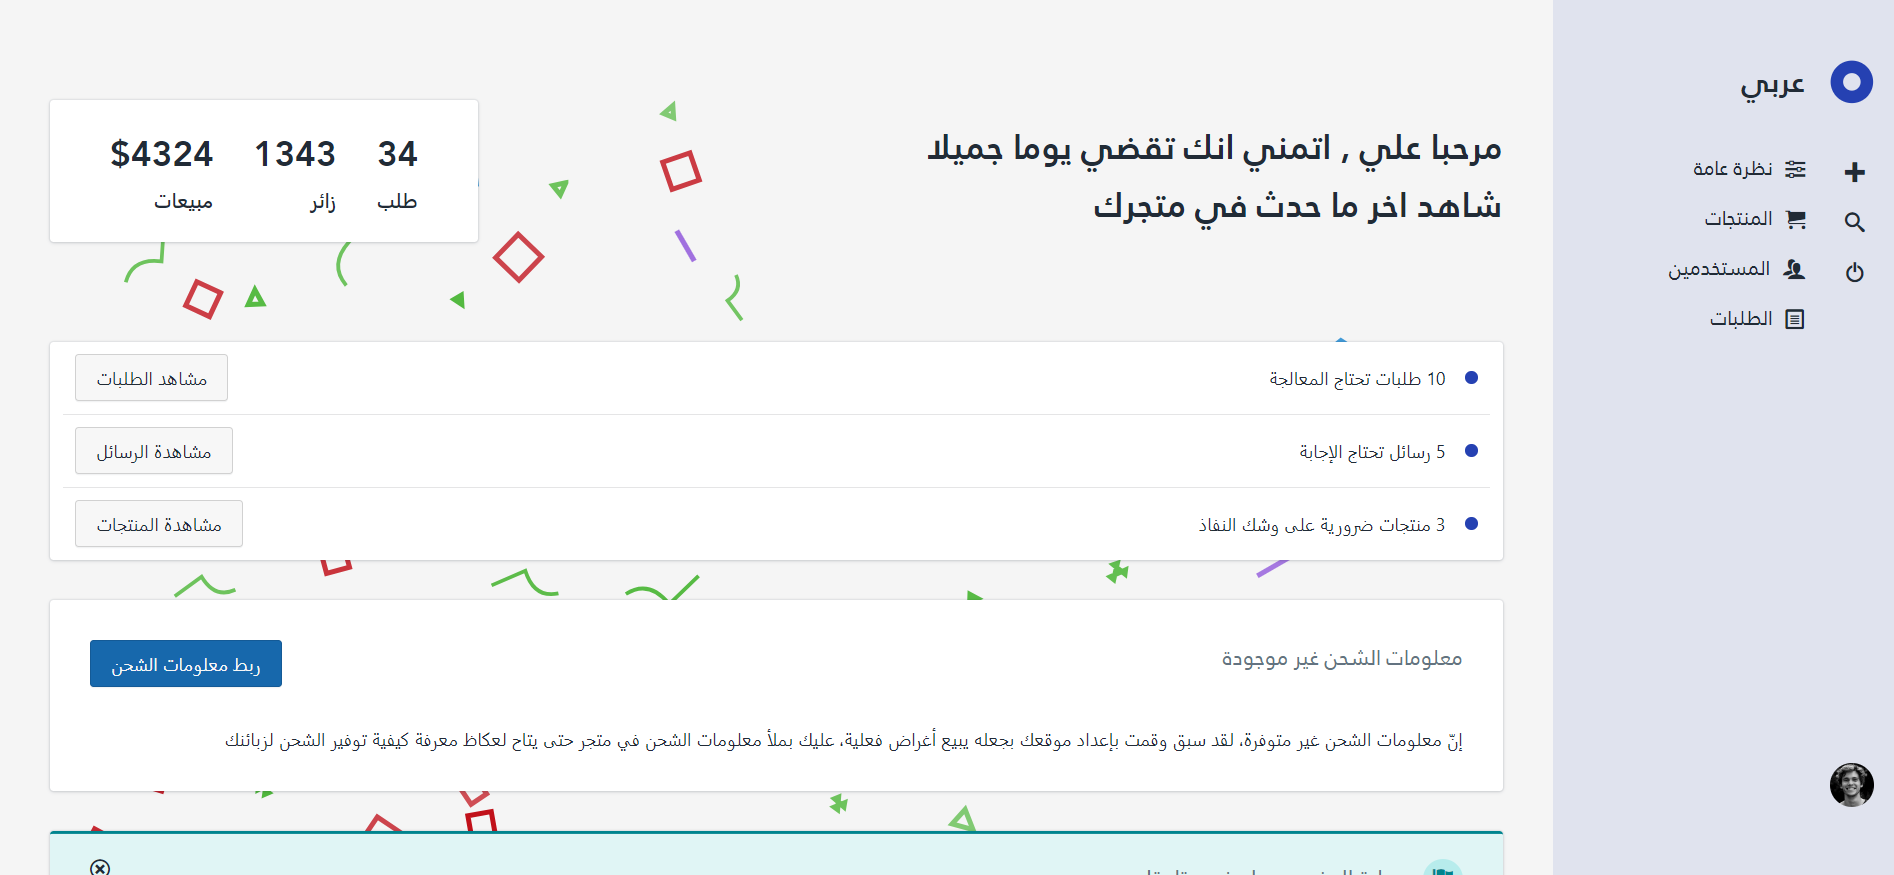 عربي
نظرة عامة
المنتجات
المستخدمين
الطلبات
مرحبا علي , اتمني انك تقضي يوما جميلا
شاهد اخر ما حدث في متجرك
34
طلب
1343
زائر
$4324
مبيعات
10 طلبات تحتاج المعالجة
مشاهد الطلبات
5 رسائل تحتاج الإجابة
مشاهدة الرسائل
3 منتجات ضرورية على وشك النفاذ
مشاهدة المنتجات
معلومات الشحن غير موجودة
ربط معلومات الشحن
إنّ معلومات الشحن غير متوفرة، لقد سبق وقمت بإعداد موقعك بجعله يبيع أغراض فعلية، عليك بملأ معلومات الشحن في متجر حتى يتاح لعكاظ معرفة كيفية توفير الشحن لزبائنك